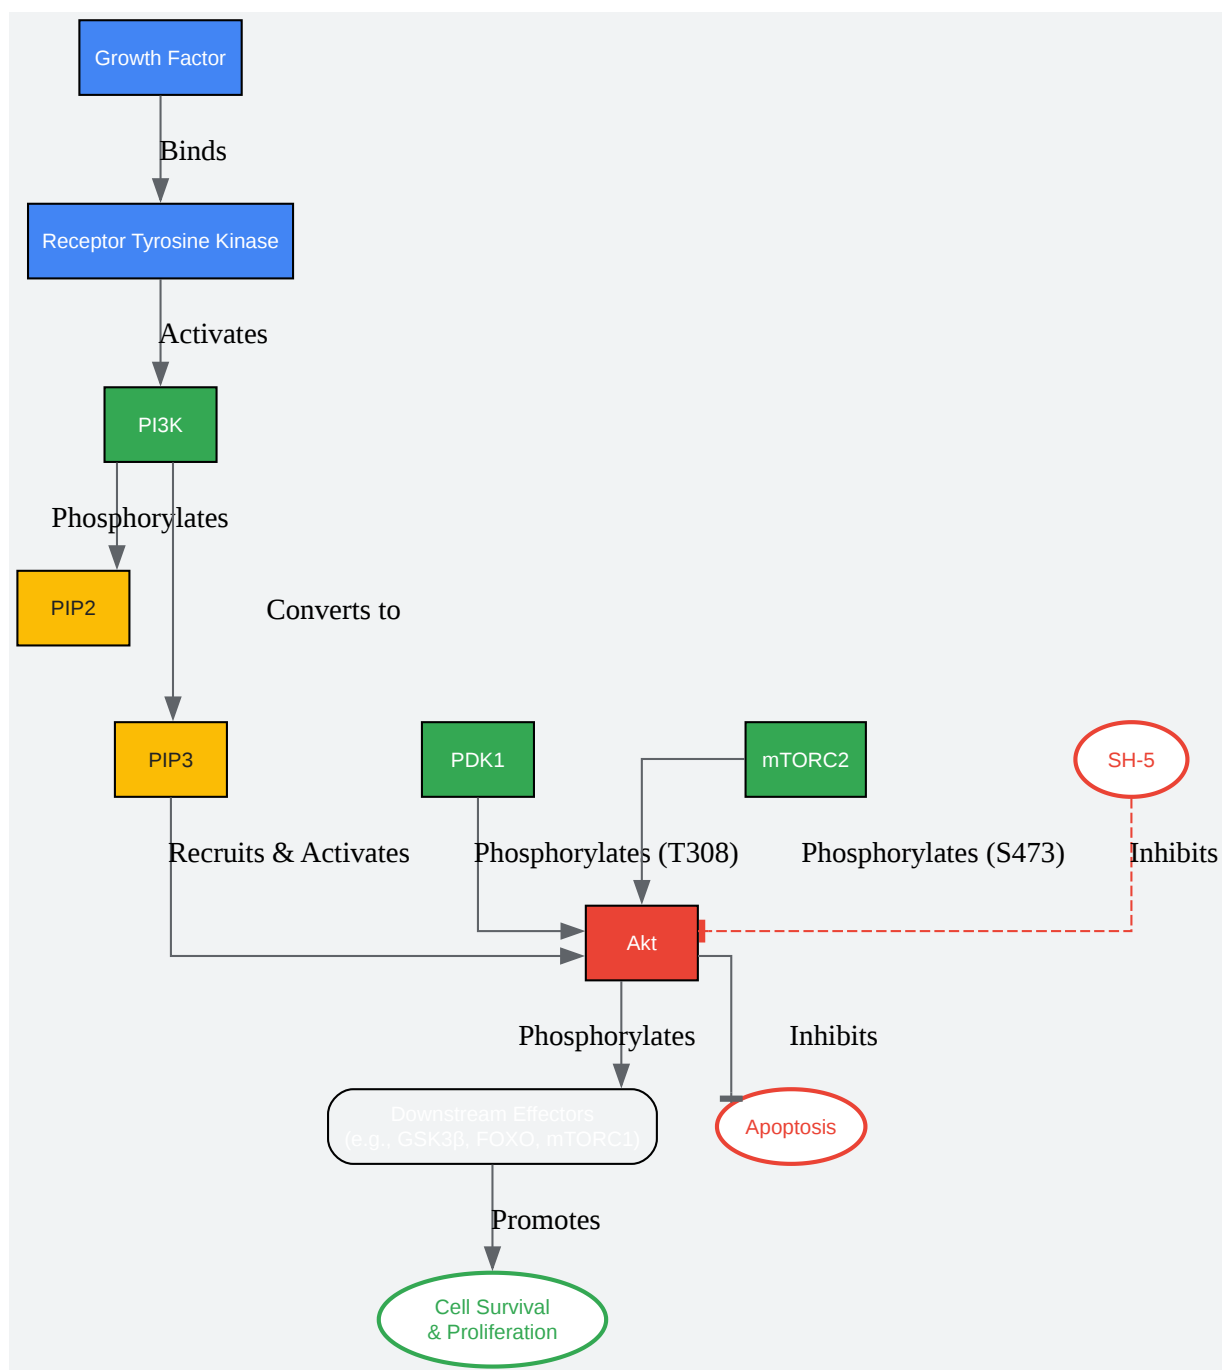 Growth Factor
Binds
Receptor Tyrosine Kinase
Activates
PI3K
Phosphorylates
PIP2
Converts to
PIP3
PDK1
mTORC2
SH-5
Recruits & Activates
Phosphorylates (T308)
Phosphorylates (S473)
Inhibits
Akt
Phosphorylates
Inhibits
Downstream Effectors
(e.g., GSK3β, FOXO, mTORC1)
Apoptosis
Promotes
Cell Survival
& Proliferation